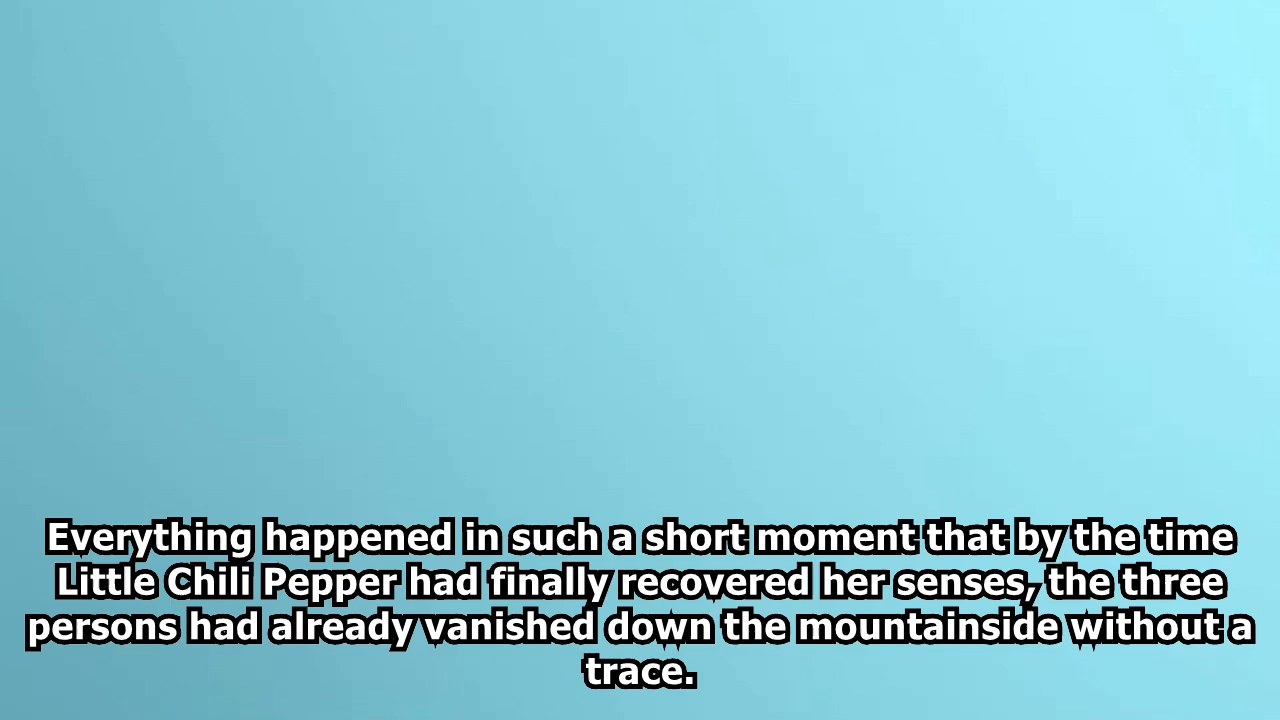 Everything happened in such a short moment that by the time
Little Chili Pepper had finally recovered her senses, the three
persons had already vanished down the mountainside without a
trace.